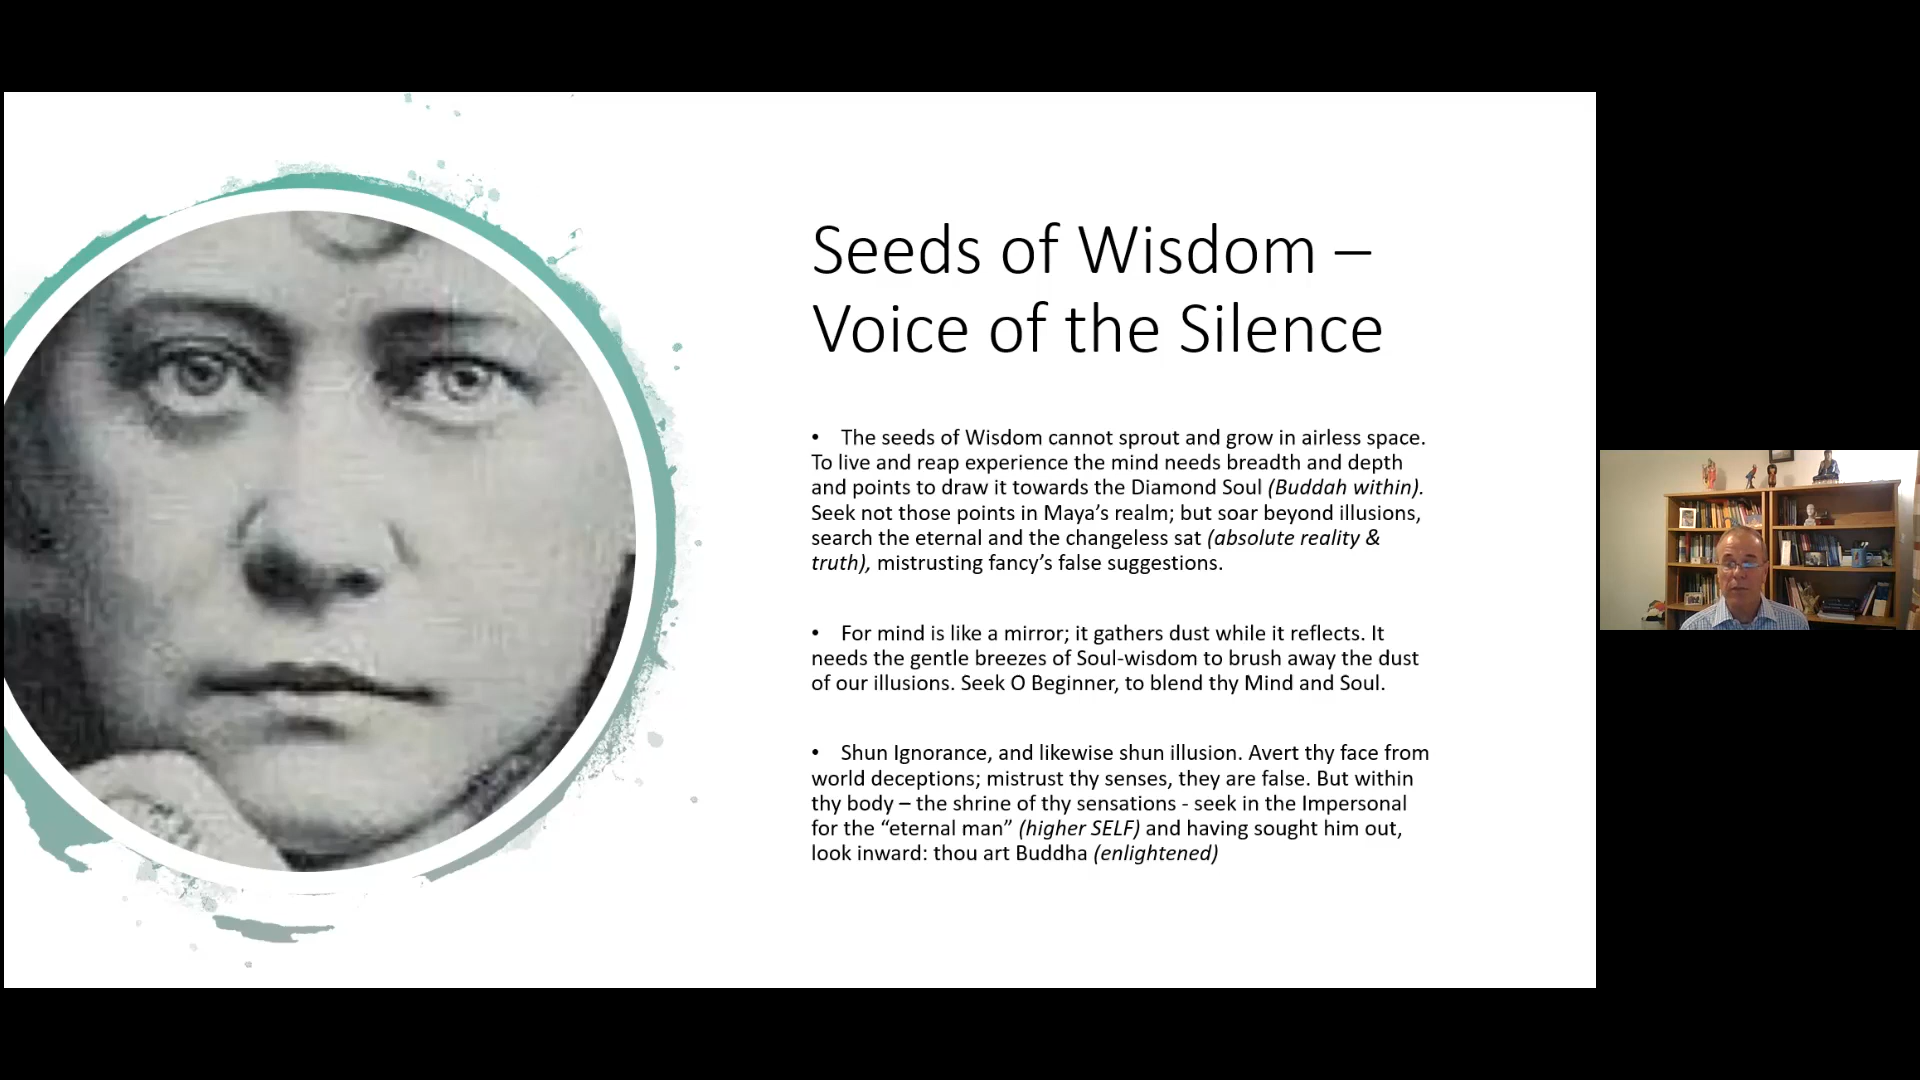 Seeds of Wisdom –
Voice of the Silence
• The seeds of Wisdom cannot sprout and grow in airless space.
To live and reap experience the mind needs breadth and depth
and points to draw it towards the Diamond Soul (Buddah within).
Seek not those points in Maya’s realm; but soar beyond illusions,
search the eternal and the changeless sat (absolute reality &
truth), mistrusting fancy’s false suggestions.
• For mind is like a mirror; it gathers dust while it reflects. It
needs the gentle breezes of Soul-wisdom to brush away the dust
of our illusions. Seek O Beginner, to blend thy Mind and Soul.
• Shun Ignorance, and likewise shun illusion. Avert thy face from
world deceptions; mistrust thy senses, they are false. But within
thy body – the shrine of thy sensations - seek in the Impersonal
for the “eternal man” (higher SELF) and having sought him out,
look inward: thou art Buddha (enlightened)